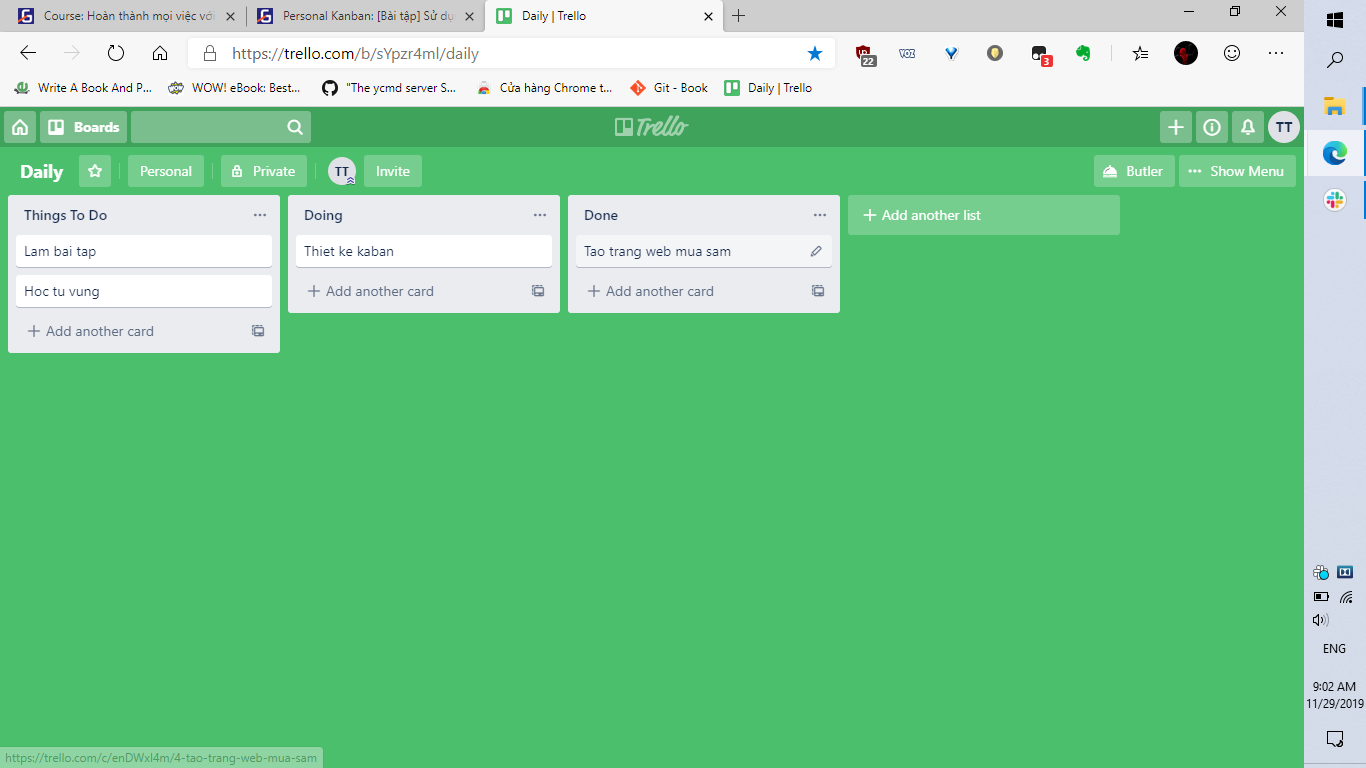 Course: Hoàn thành mọi việc với
Personal Kanban: [Bài tập] Sử dụ
Daily | Trello
https://trello.com/b/sYpzr4ml/daily
22
VOZ
3
Write A Book And P...
WOW! eBook: Best...
"The ycmd server S...
Cửa hàng Chrome t...
Git - Book
Daily | Trello
Boards
Trello
TT
Daily
Personal
Private
TT
Invite
Butler
Show Menu
Things To Do
Lam bai tap
Hoc tu vung
Add another card
Doing
Thiet ke kaban
Add another card
Done
Tao trang web mua sam
Add another card
Add another list
ENG
9:02 AM
11/29/2019
https://trello.com/c/enDWxI4m/4-tao-trang-web-mua-sam